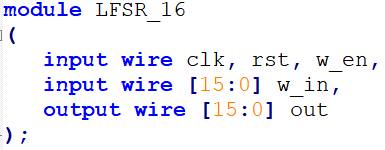 module LFSR_16
(
input wire clk, rst, w_en,
input wire [15:0] w_in,
output wire [15:0] out
);